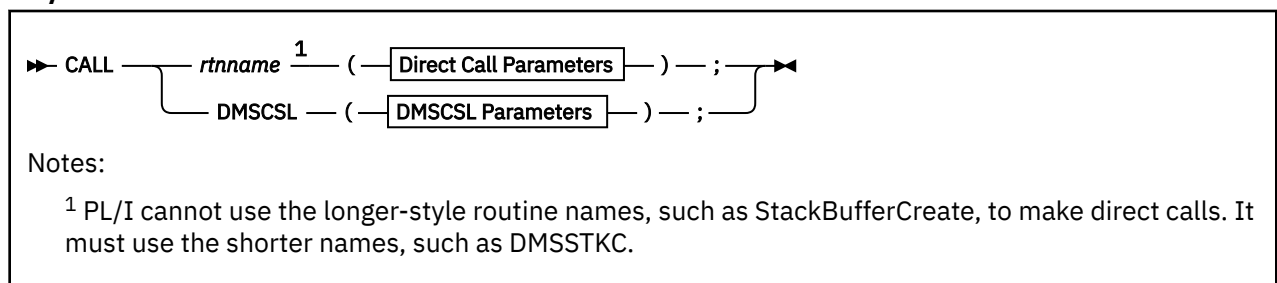 CALL rtnname 1 ( Direct Call Parameters ) ;
DMSCSL ( DMSCSL Parameters ) ;
Notes:
1 PL/I cannot use the longer-style routine names, such as StackBufferCreate, to make direct calls. It
must use the shorter names, such as DMSSTKC.